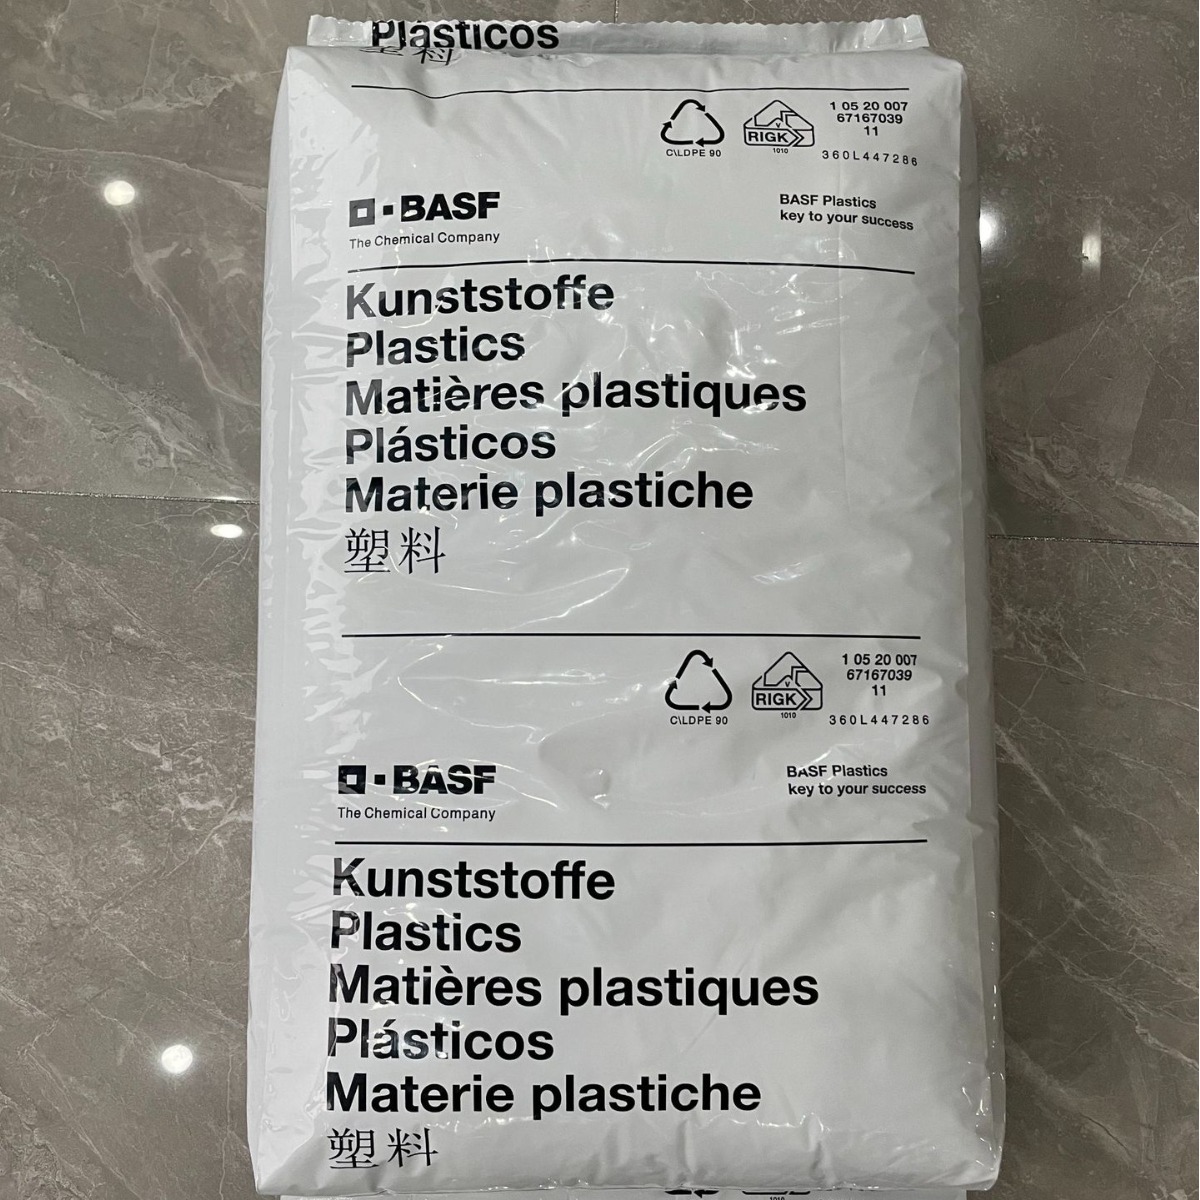 Plásticos
塑料
C\LDPE 90
RIGK
1010
1 05 20 007
67167039
11
360L447286
BASF
The Chemical Company
BASF Plastics
key to your success
Kunststoffe
Plastics
Matières plastiques
Plásticos
Materie plastiche
塑料
C\LDPE 90
RIGK
1010
1 05 20 007
67167039
11
360L447286
BASF
The Chemical Company
BASF Plastics
key to your success
Kunststoffe
Plastics
Matières plastiques
Plásticos
Materie plastiche
塑料